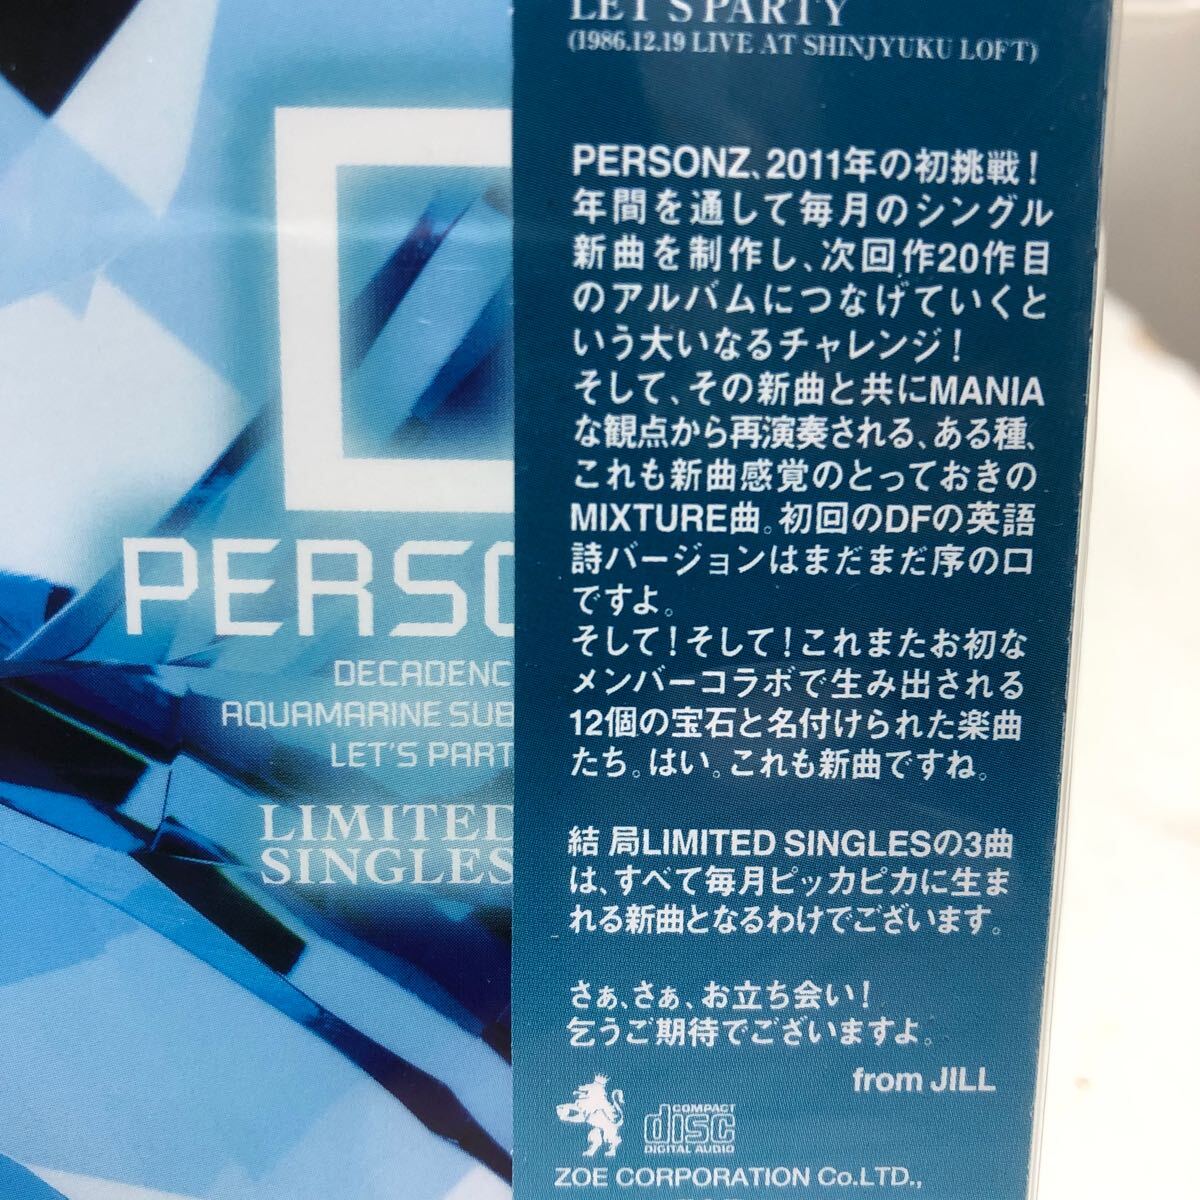 LET'S PARTY
(1986.12.19 LIVE AT SHINJYUKU LOFT)
PERSONZ、2011年の初挑戦！
年間を通して毎月のシングル
新曲を制作し、次回作20作目
のアルバムにつなげていくと
いう大いなるチャレンジ！
そして、その新曲と共にMANIA
な観点から再演奏される、ある種、
これも新曲感覚のとっておきの
MIXTURE曲。初回のDFの英語
詩バージョンはまだまだ序の口
ですよ。
そして！そして！これまたお初な
メンバーコラボで生み出される
12個の宝石と名付けられた楽曲
たち。はい。これも新曲ですね。
結 局LIMITED SINGLESの3曲
は、すべて毎月ピッカピカに生ま
れる新曲となるわけでございます。
さぁ、さぁ、お立ち会い！
乞うご期待でございますよ。
from JILL
COMPACT
disc
DIGITAL AUDIO
ZOE CORPORATION Co.LTD.,
PERSO
DECADENC
AQUAMARINE SUB
LET'S PART
LIMITED
SINGLES